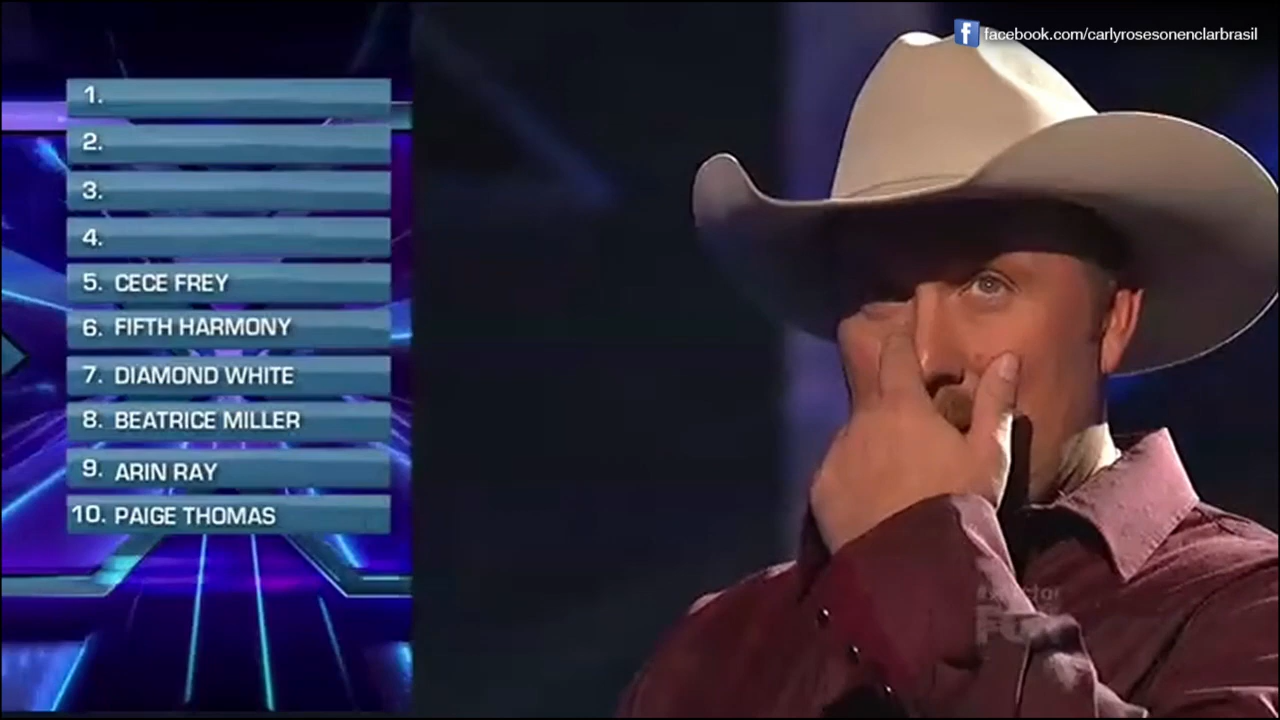 facebook.com/carlyrosesonenclarbrasil
1.
2.
3.
4.
5. CECE FREY
6. FIFTH HARMONY
7. DIAMOND WHITE
8. BEATRICE MILLER
9. ARIN RAY
10. PAIGE THOMAS
FOX